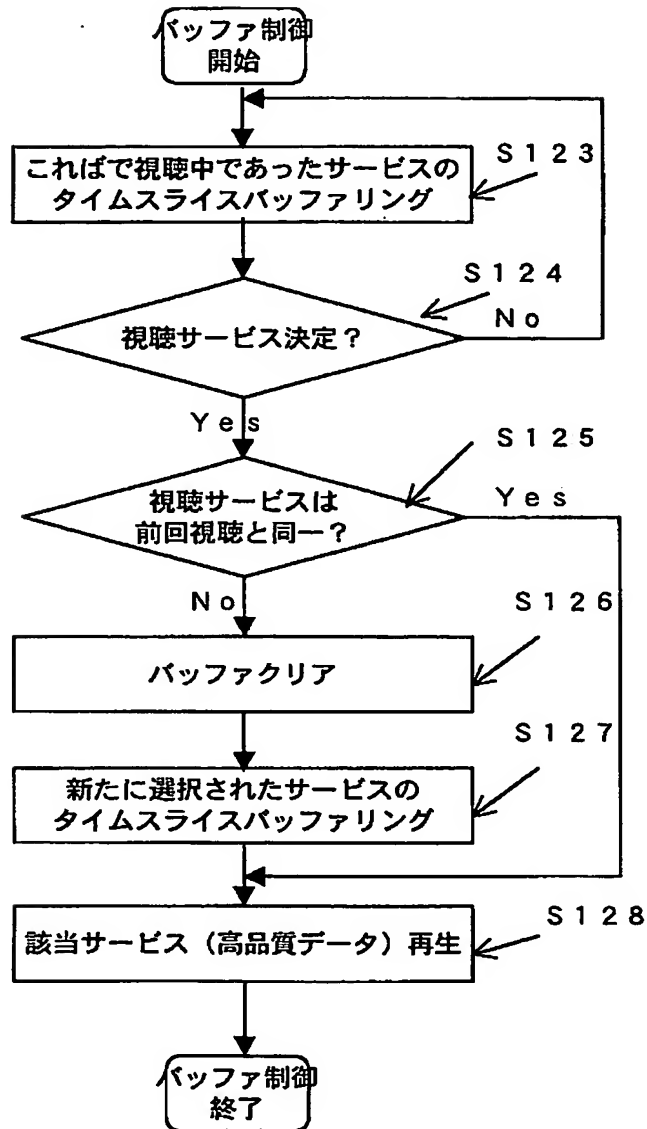 バッファ制御
開始
こればで視聴中であったサービスの
タイムスライスバッファリング
S123
S124
視聴サービス決定?
No
Yes
S125
視聴サービスは
前回視聴と同一?
Yes
No
S126
バッファクリア
S127
新たに選択されたサービスの
タイムスライスバッファリング
S128
該当サービス(高品質データ)再生
バッファ制御
終了